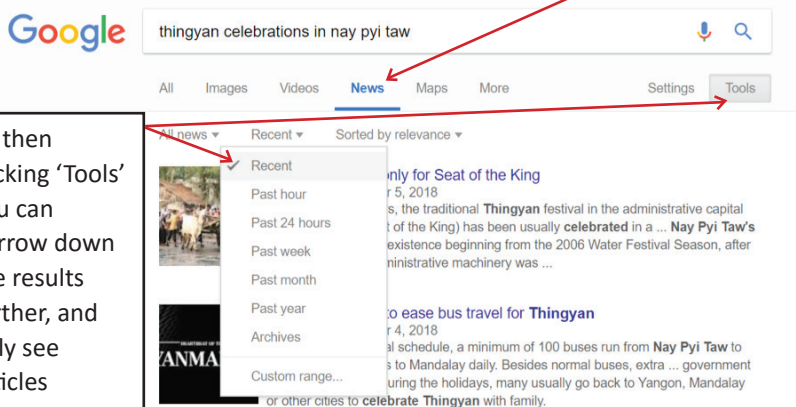 Google
thingyan celebrations in nay pyi taw
All Images Videos News Maps More Settings Tools
then
cking ‘Tools’
u can
rrow down
e results
rther, and
ly see
icles
All news Recent Sorted by relevance
Recent
Past hour
Past 24 hours
Past week
Past month
Past year
Archives
Custom range...
only for Seat of the King
r 5, 2018
s, the traditional Thingyan festival in the administrative capital
t of the King) has been usually celebrated in a ... Nay Pyi Taw's
existence beginning from the 2006 Water Festival Season, after
ministrative machinery was ...
YANMA
to ease bus travel for Thingyan
r 4, 2018
al schedule, a minimum of 100 buses run from Nay Pyi Taw to
s to Mandalay daily. Besides normal buses, extra ... government
uring the holidays, many usually go back to Yangon, Mandalay
or other cities to celebrate Thingyan with family.